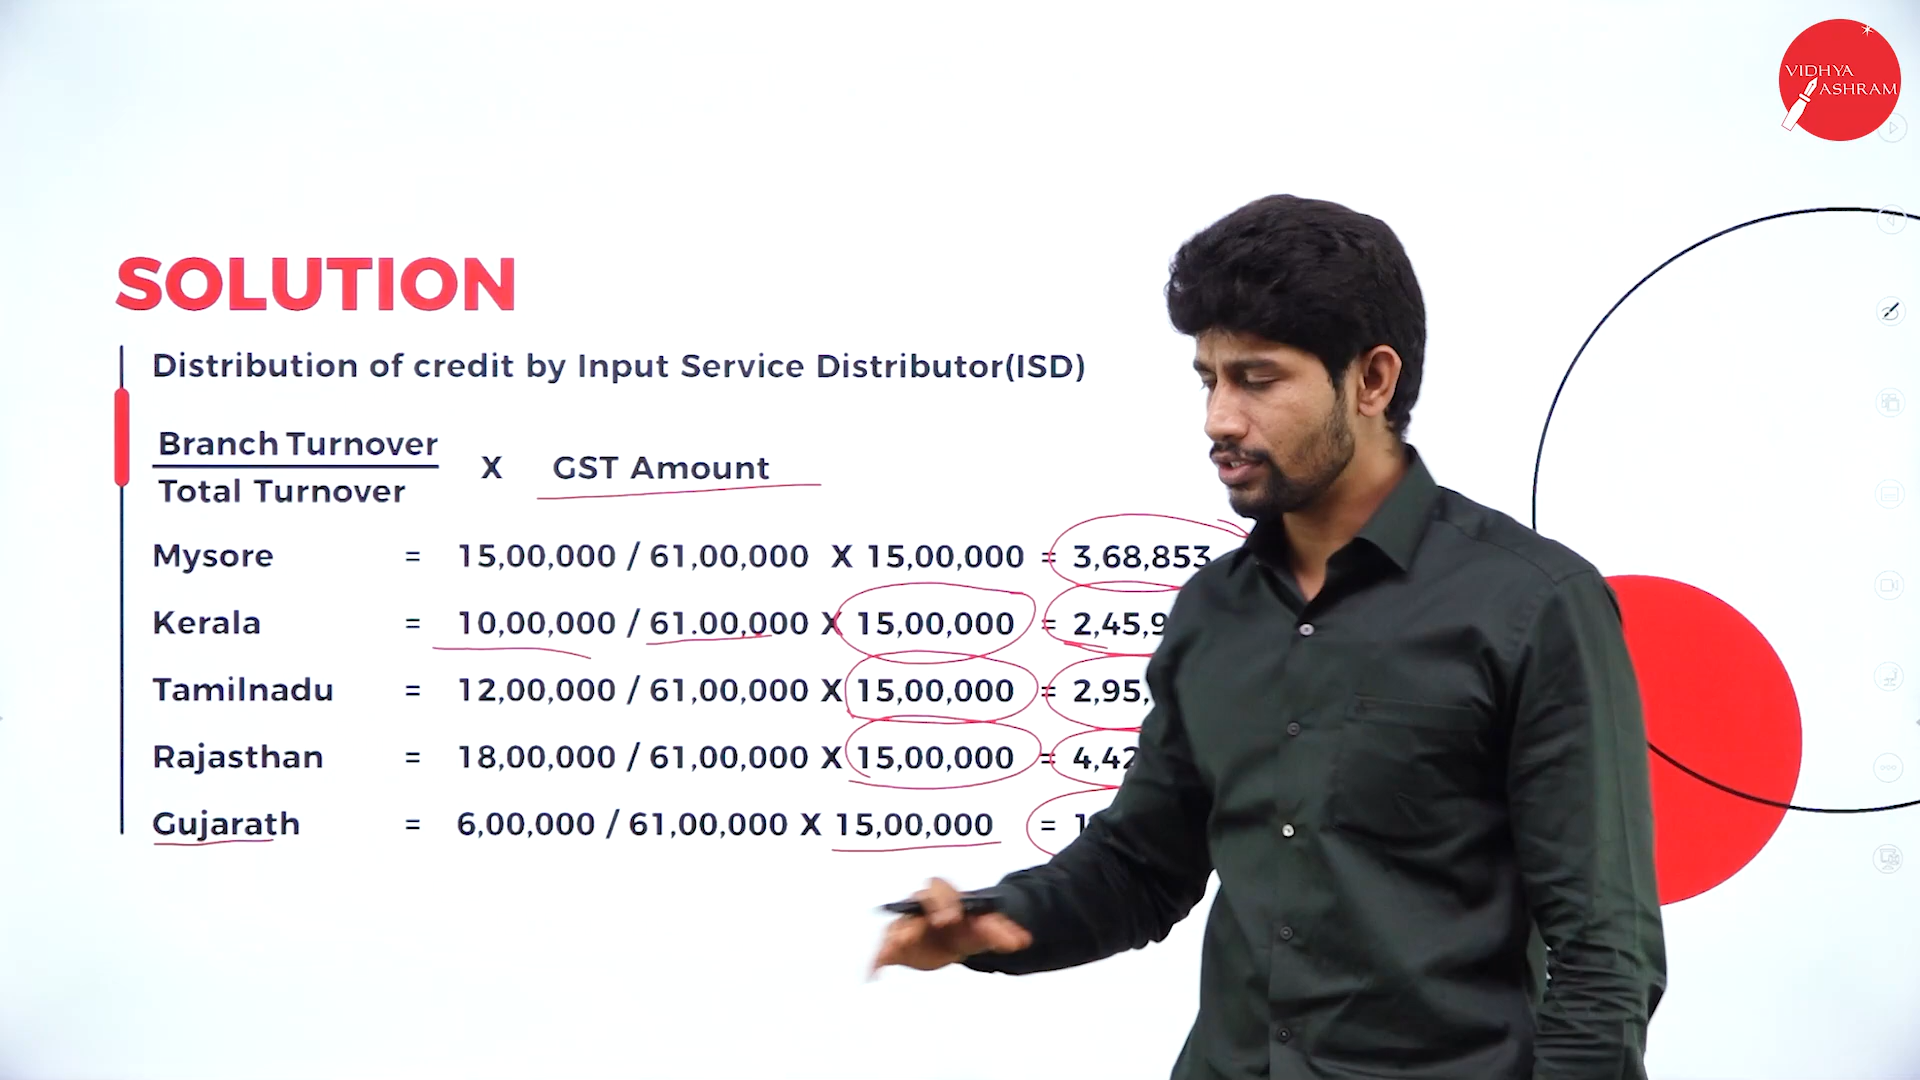 VIDHYA
ASHRAM
SOLUTION
Distribution of credit by Input Service Distributor(ISD)
Branch Turnover
Total Turnover
X GST Amount
Mysore = 15,00,000 / 61,00,000 X 15,00,000 = 3,68,853
Kerala = 10,00,000 / 61.00,000 X 15,00,000 = 2,45,9
Tamilnadu = 12,00,000 / 61,00,000 X 15,00,000 = 2,95,
Rajasthan = 18,00,000 / 61,00,000 X 15,00,000 = 4,42
Gujarath = 6,00,000 / 61,00,000 X 15,00,000 = 1